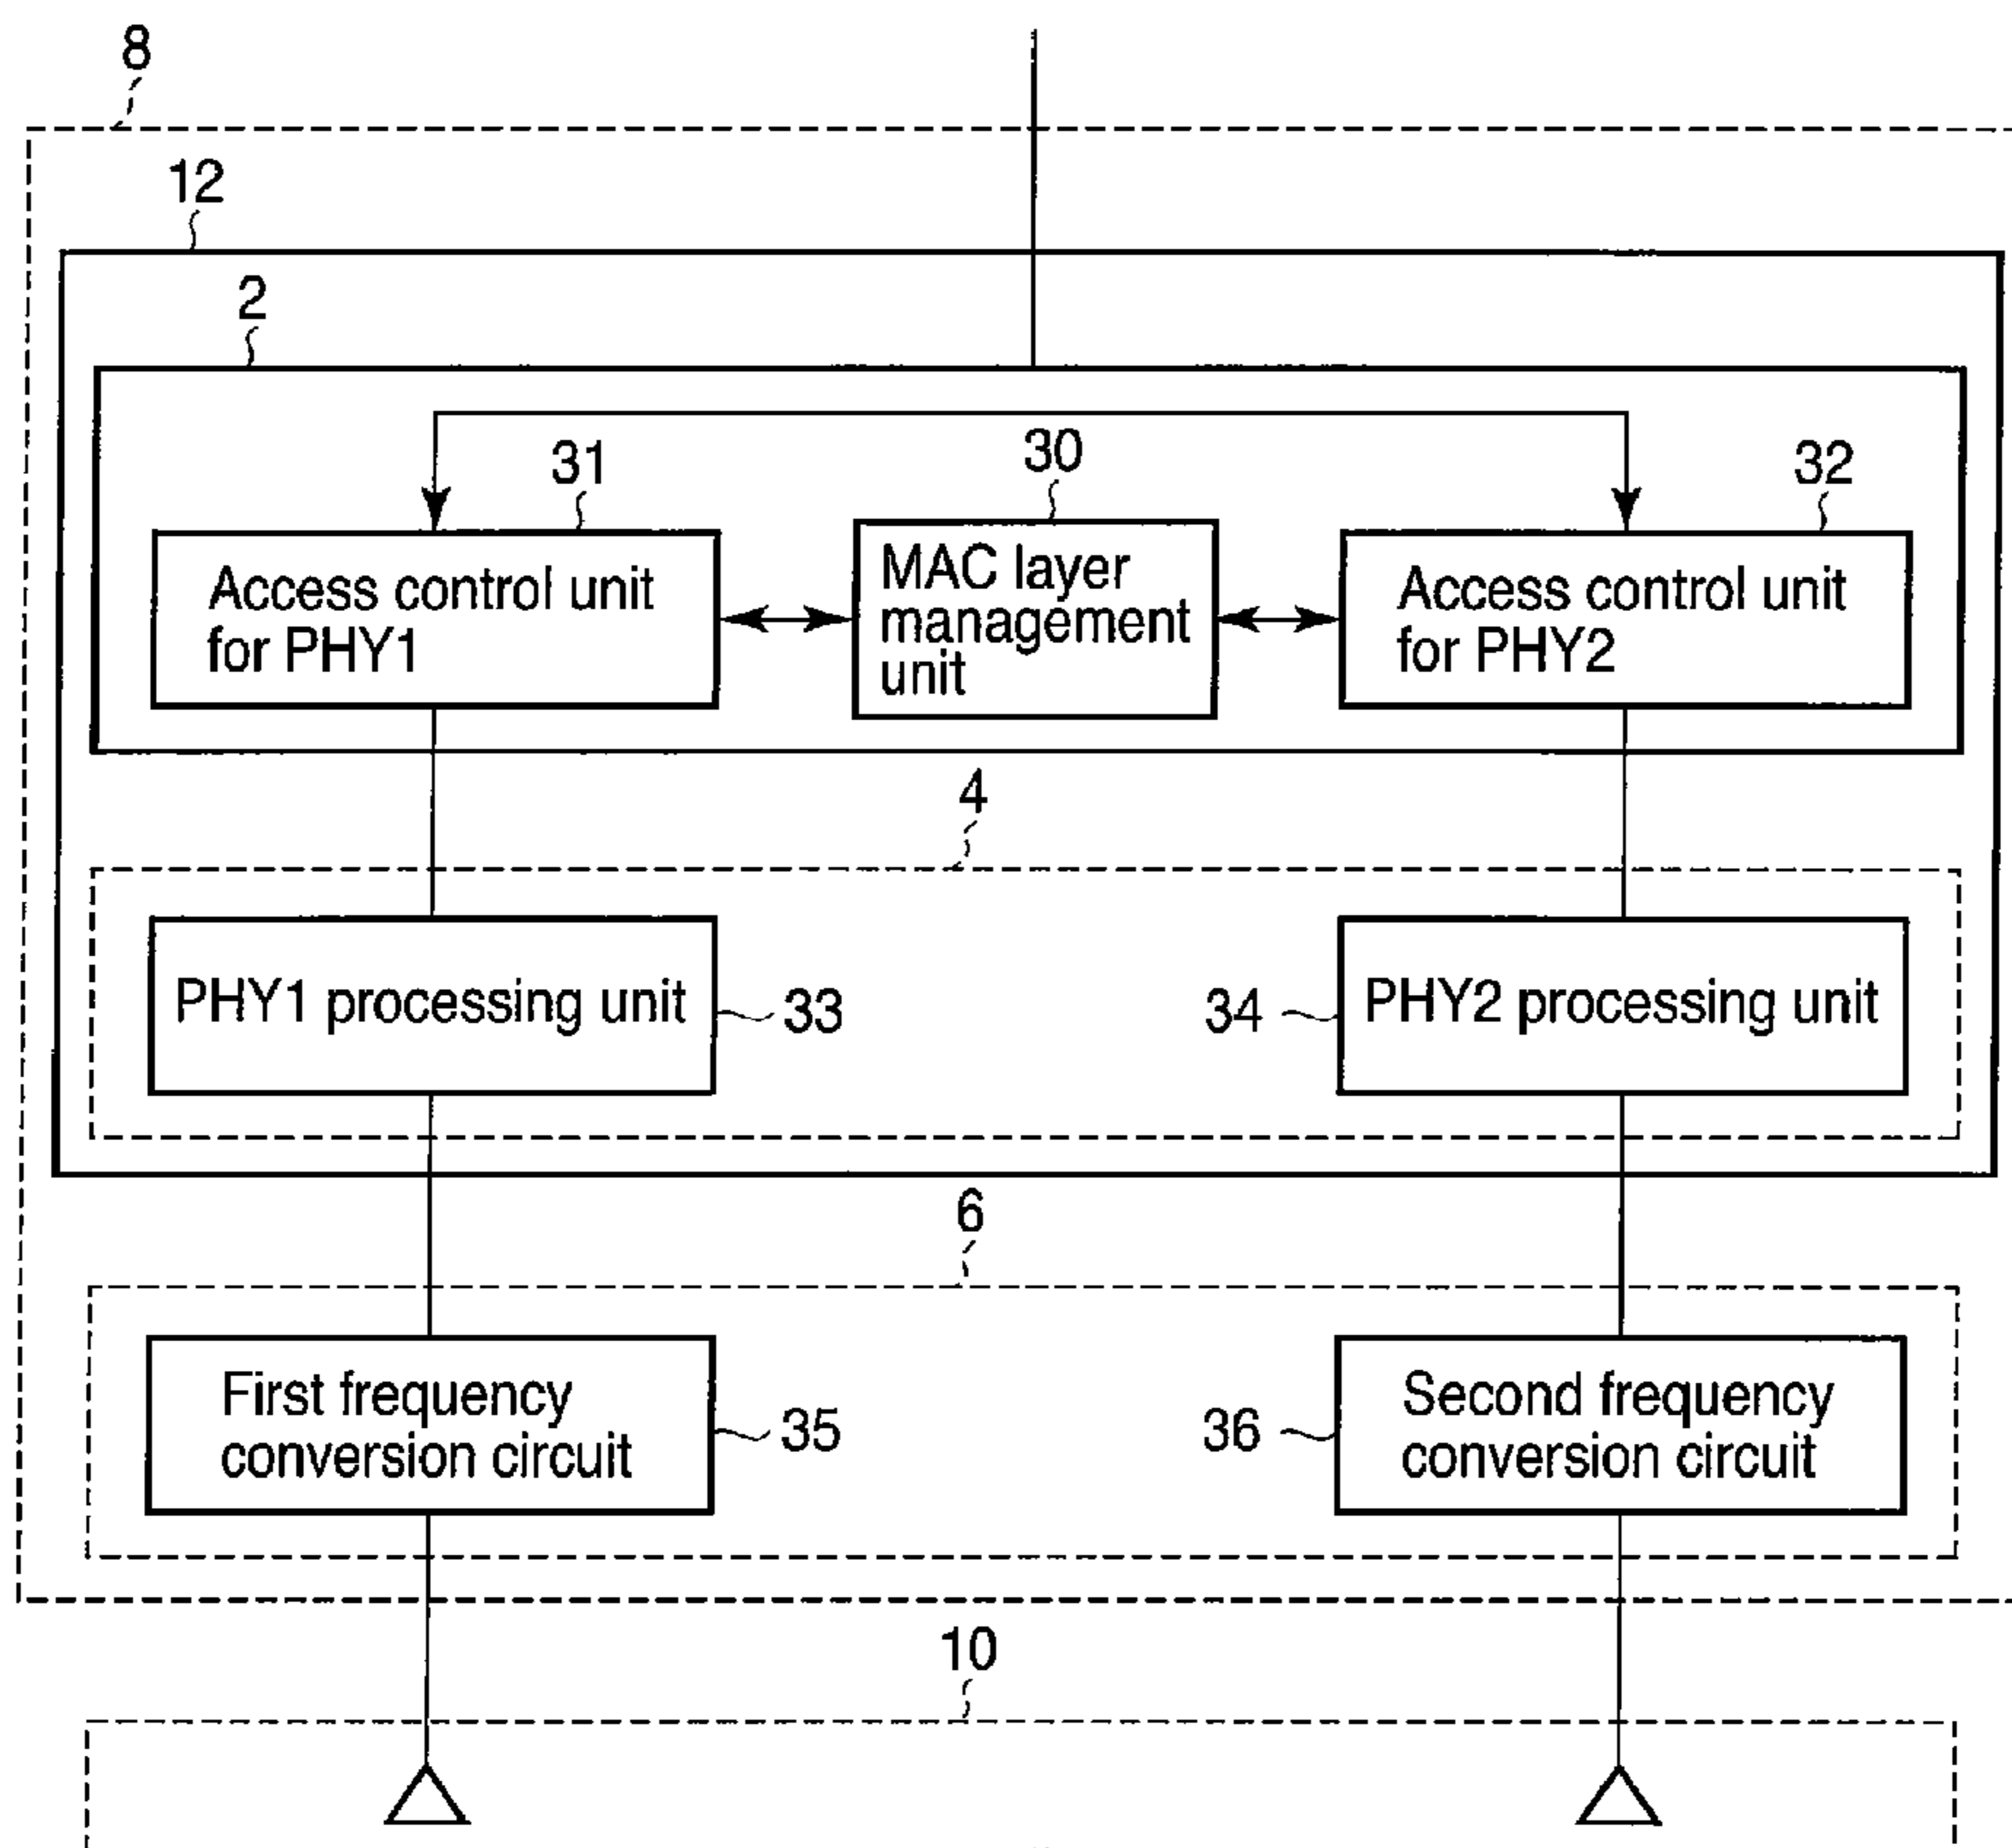 8
12
2
31
30
32
Access control unit
for PHY1
MAC layer
management
unit
Access control unit
for PHY2
4
PHY1 processing unit
33
34
PHY2 processing unit
6
First frequency
conversion circuit
35
36
Second frequency
conversion circuit
10